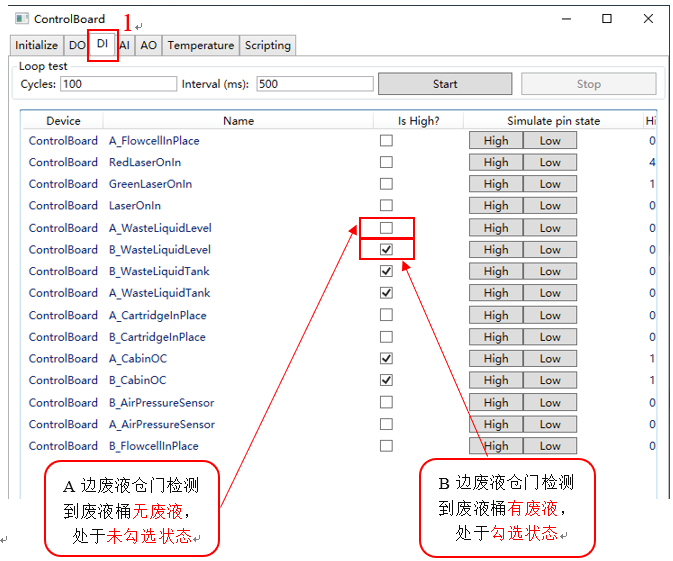 ControlBoard
1
Initialize DO DI AI AO Temperature Scripting
Loop test
Cycles: 100 Interval (ms): 500 Start Stop
Device Name Is High? Simulate pin state Hi
ControlBoard A_FlowcellInPlace High Low 0
ControlBoard RedLaserOnIn High Low 4
ControlBoard GreenLaserOnIn High Low 1
ControlBoard LaserOnIn High Low 0
ControlBoard A_WasteLiquidLevel High Low 0
ControlBoard B_WasteLiquidLevel High Low 0
ControlBoard B_WasteLiquidTank High Low 0
ControlBoard A_WasteLiquidTank High Low 0
ControlBoard A_CartridgeInPlace High Low 0
ControlBoard B_CartridgeInPlace High Low 0
ControlBoard A_CabinOC High Low 1
ControlBoard B_CabinOC High Low 1
ControlBoard B_AirPressureSensor High Low 0
ControlBoard A_AirPressureSensor High Low 0
ControlBoard B_FlowcellInPlace High Low 0
A 边废液仓门检测
到废液桶无废液，
处于未勾选状态
B 边废液仓门检测
到废液桶有废液，
处于勾选状态